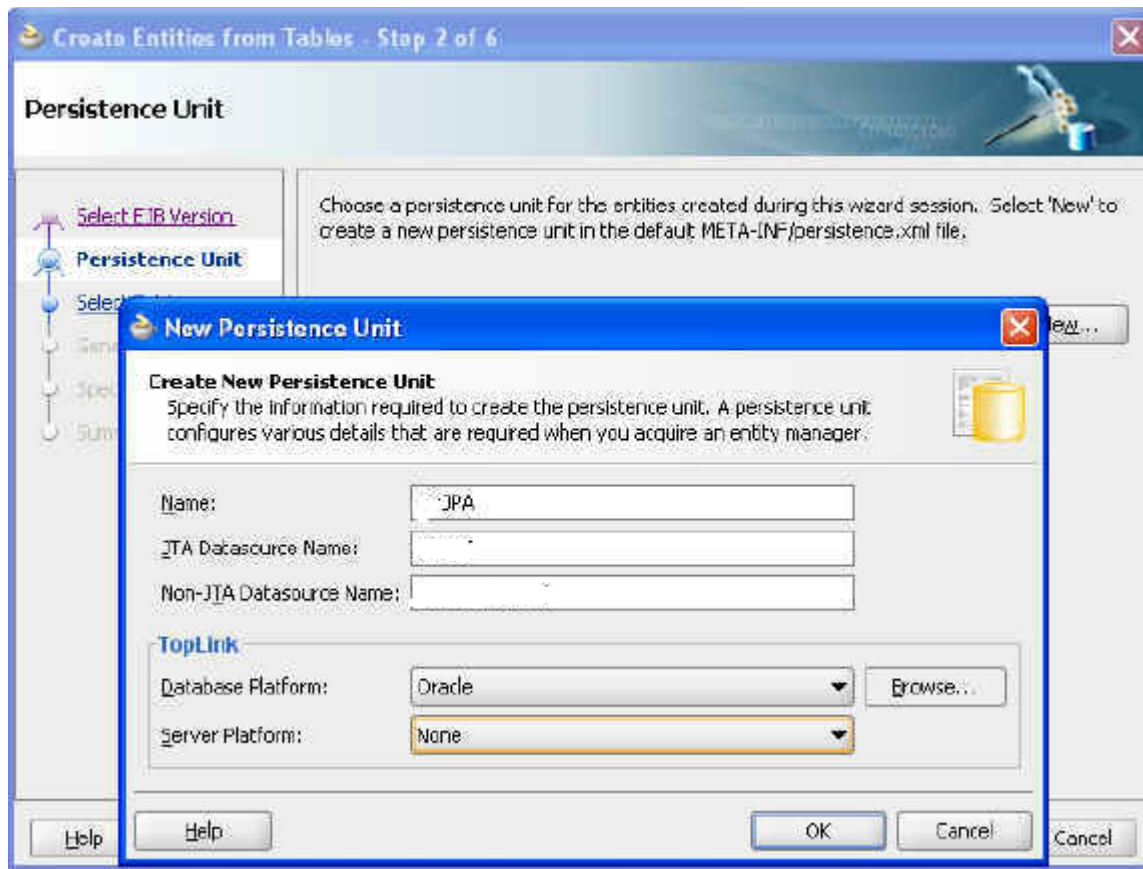 Create Entities from Tables - Step 2 of 6
Persistence Unit
Select EJB Version
Persistence Unit
Select
Choose a persistence unit for the entities created during this wizard session. Select 'New' to
create a new persistence unit in the default META-INF/persistence.xml file.
New Persistence Unit
Create New Persistence Unit
Specify the information required to create the persistence unit. A persistence unit
configures various details that are required when you acquire an entity manager.
Name: JPA
JTA Datasource Name:
Non-JTA Datasource Name:
TopLink
Database Platform: Oracle Browse...
Server Platform: None
Help OK Cancel
Help Cancel